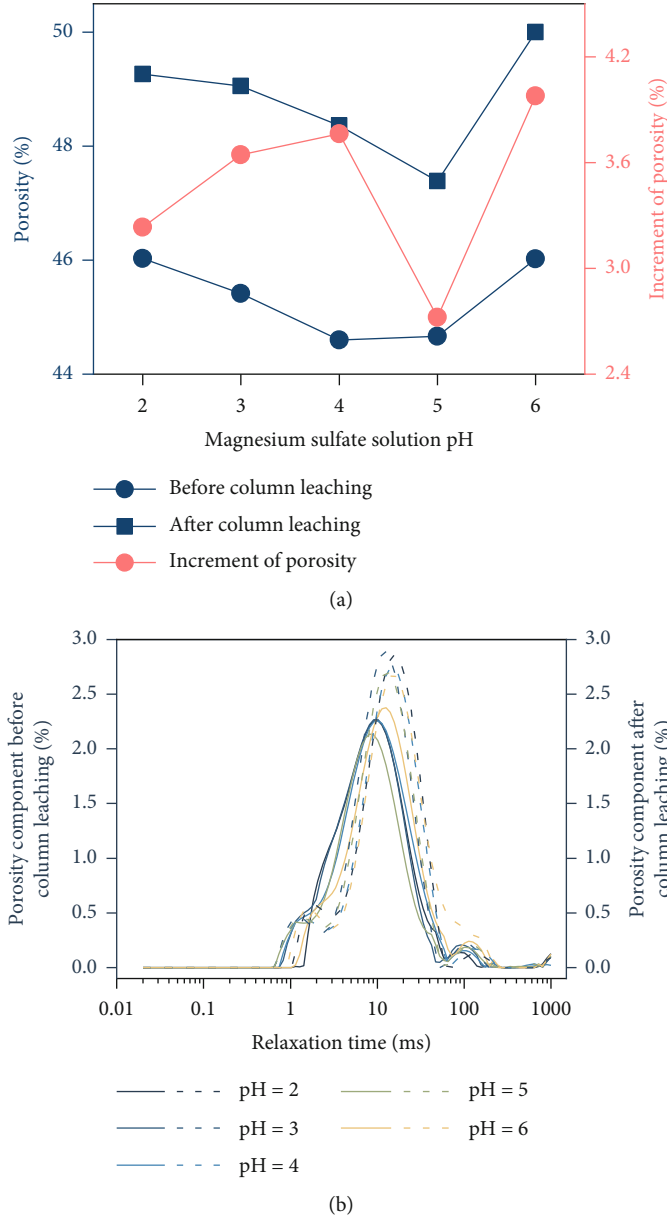 50
48
46
44
Porosity (%)
4.2
3.6
3.0
2.4
Increment of porosity (%)
2
3
4
5
6
Magnesium sulfate solution pH
Before column leaching
After column leaching
Increment of porosity
(a)
3.0
2.5
2.0
1.5
1.0
0.5
0.0
Porosity component before
column leaching (%)
3.0
2.5
2.0
1.5
1.0
0.5
0.0
Porosity component after
column leaching (%)
0.01
0.1
1
10
100
1000
Relaxation time (ms)
pH = 2
pH = 5
pH = 3
pH = 6
pH = 4
(b)